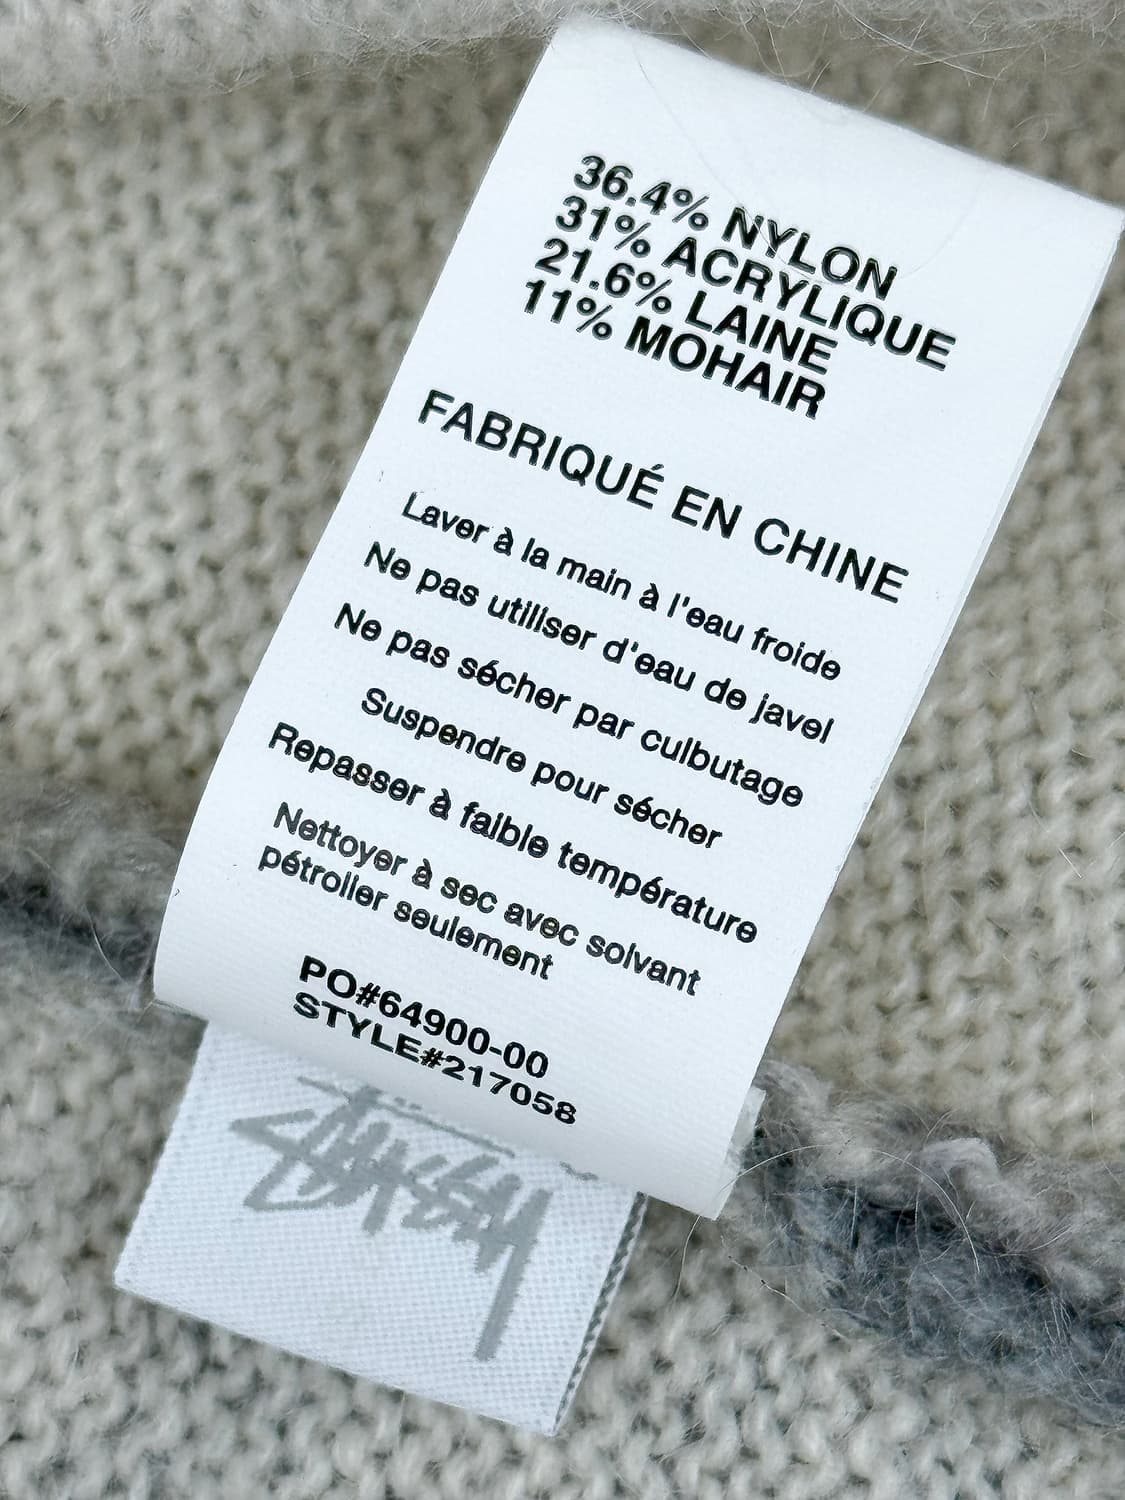 36.4% NYLON
31% ACRYLIQUE
21.6% LAINE
11% MOHAIR
FABRIQUÉ EN CHINE
Laver à la main à l'eau froide
Ne pas utiliser d'eau de javel
Ne pas sécher par culbutage
Suspendre pour sécher
Repasser à faible température
Nettoyer à sec avec solvant
pétrolier seulement
PO#64900-00
STYLE#217058
STÜSSY